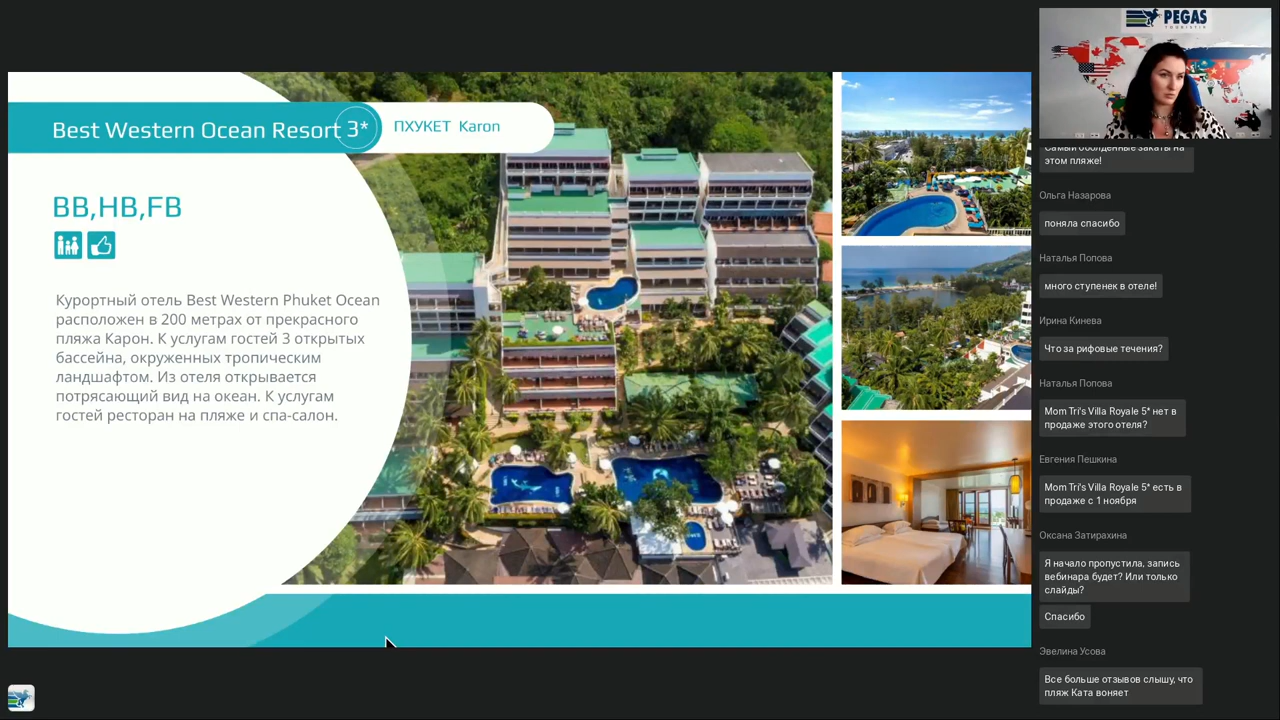 Best Western Ocean Resort 3* ПХУКЕТ Karon
BB,HB,FB
Курортный отель Best Western Phuket Ocean
расположен в 200 метрах от прекрасного
пляжа Карон. К услугам гостей 3 открытых
бассейна, окруженных тропическим
ландшафтом. Из отеля открывается
потрясающий вид на океан. К услугам
гостей ресторан на пляже и спа-салон.
PEGAS
TOURISTIK
Самый оболденные закаты на
этом пляже!
Ольга Назарова
поняла спасибо
Наталья Попова
много ступенек в отеле!
Ирина Кинева
Что за рифовые течения?
Наталья Попова
Mom Tri's Villa Royale 5* нет в
продаже этого отеля?
Евгения Пешкина
Mom Tri's Villa Royale 5* есть в
продаже с 1 ноября
Оксана Затирахина
Я начало пропустила, запись
вебинара будет? Или только
слайды?
Спасибо
Эвелина Усова
Все больше отзывов слышу, что
пляж Ката воняет